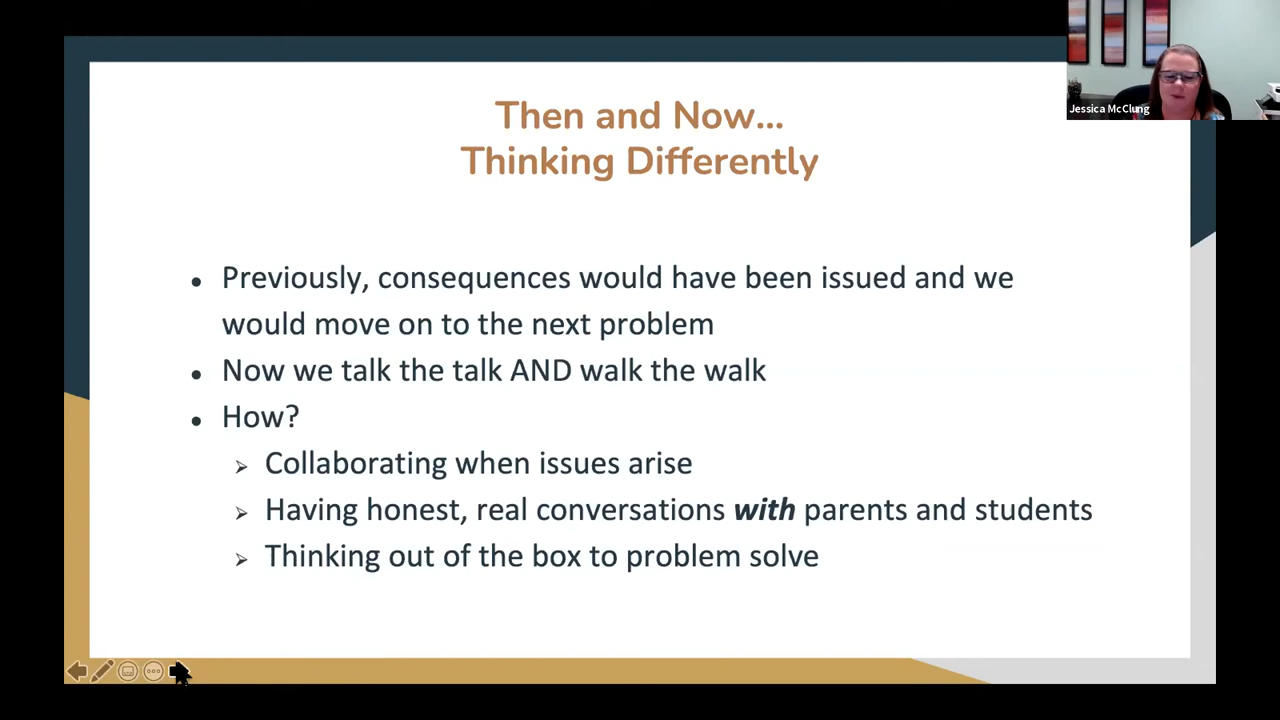 Jessica McClung
Then and Now...
Thinking Differently
• Previously, consequences would have been issued and we
would move on to the next problem
• Now we talk the talk AND walk the walk
• How?
➢ Collaborating when issues arise
➢ Having honest, real conversations with parents and students
➢ Thinking out of the box to problem solve